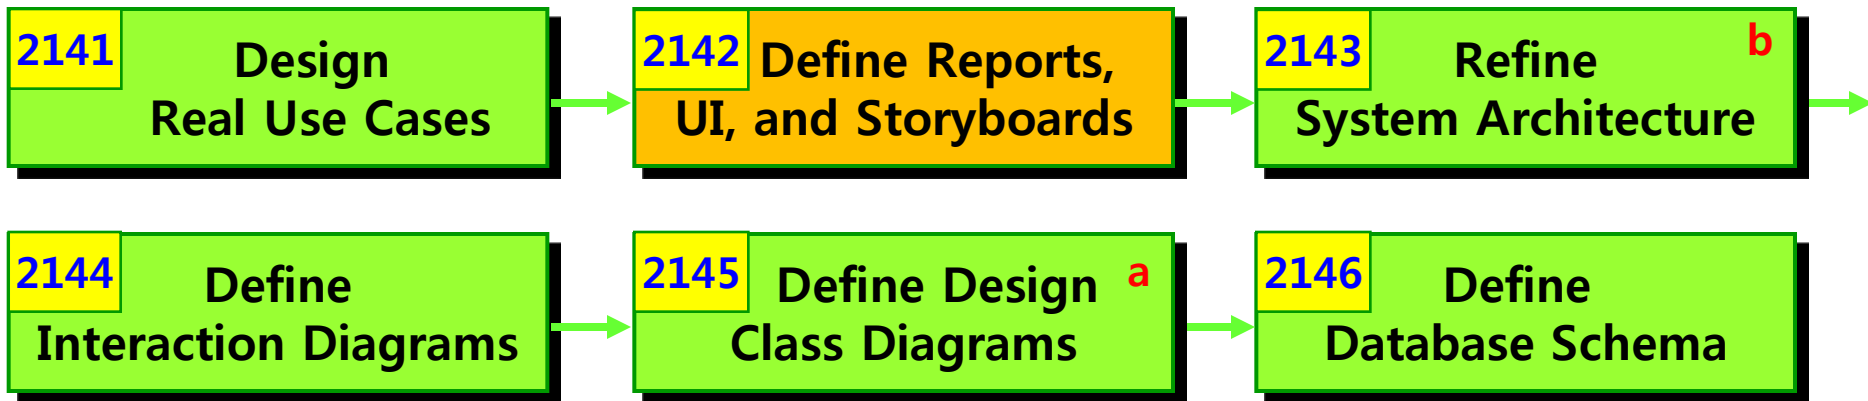 2141
Design
Real Use Cases
2142
Define Reports,
UI, and Storyboards
2143
Refine
b
System Architecture
2144
Define
Interaction Diagrams
2145
Define Design
a
Class Diagrams
2146
Define
Database Schema